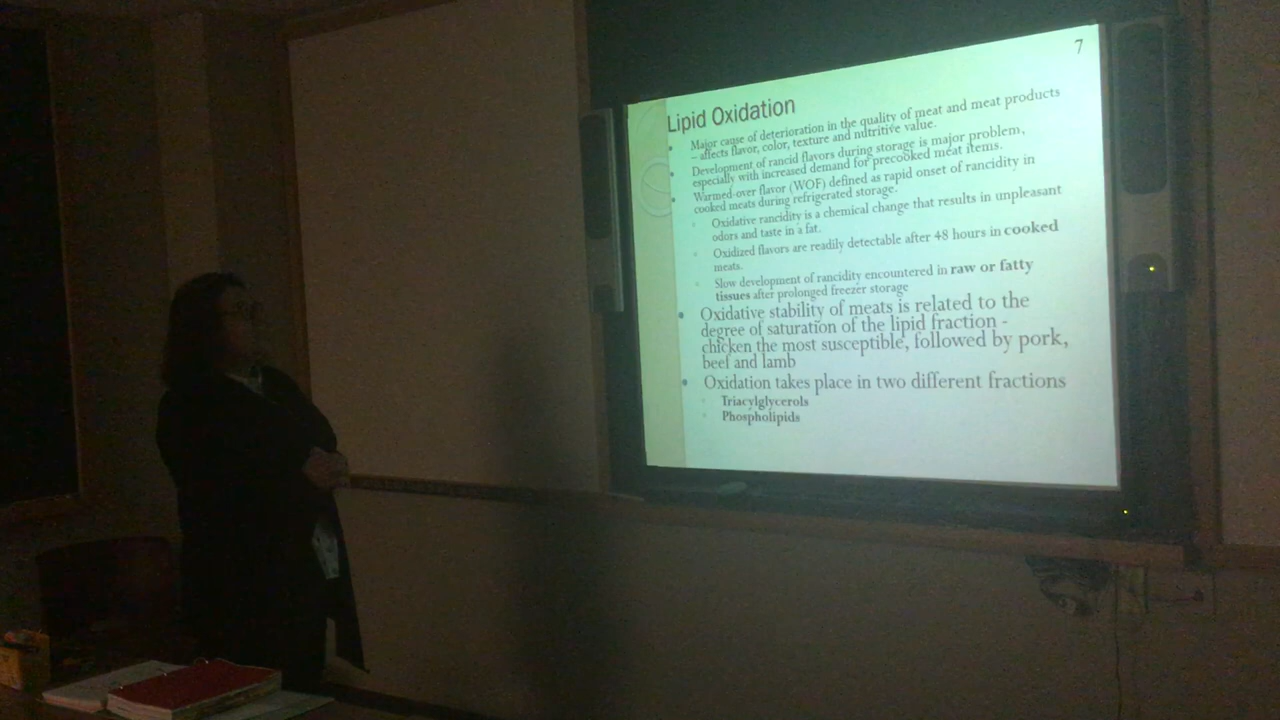 7
Lipid Oxidation
Major cause of deterioration in the quality of meat and meat products
– affects flavor, color, texture and nutritive value.
Development of rancid flavors during storage is major problem,
especially with increased demand for precooked meat items.
Warmed-over flavor (WOF) defined as rapid onset of rancidity in
cooked meats during refrigerated storage.
Oxidative rancidity is a chemical change that results in unpleasant
odors and taste in a fat.
Oxidized flavors are readily detectable after 48 hours in cooked
meats.
Slow development of rancidity encountered in raw or fatty
tissues after prolonged freezer storage
Oxidative stability of meats is related to the
degree of saturation of the lipid fraction -
chicken the most susceptible, followed by pork,
beef and lamb
Oxidation takes place in two different fractions
Triacylglycerols
Phospholipids